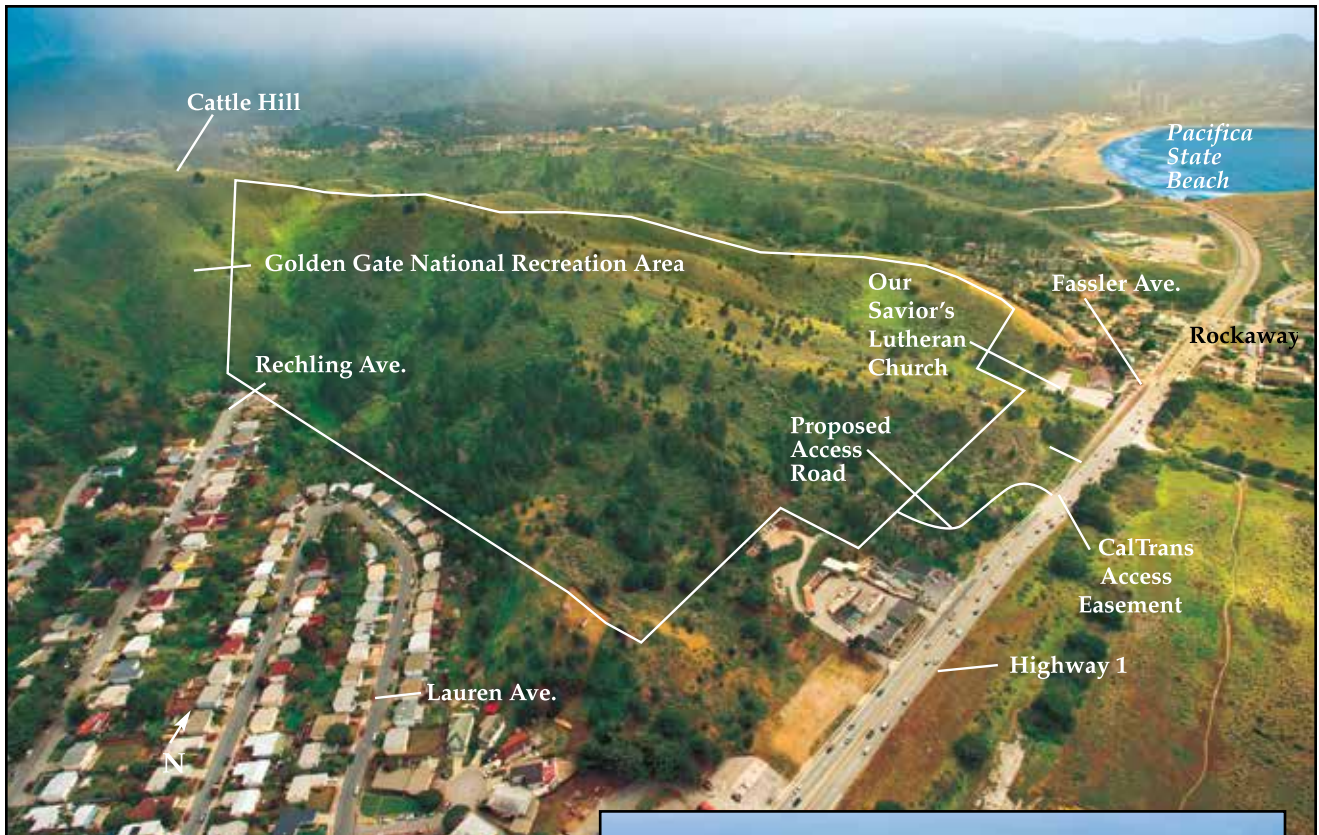 Cattle Hill
Pacifica
State
Beach
Golden Gate National Recreation Area
Our
Savior's
Lutheran
Church
Fassler Ave.
Rockaway
Rechling Ave.
Proposed
Access
Road
CalTrans
Access
Easement
Highway 1
Lauren Ave.
N